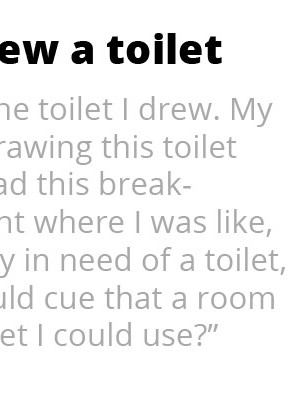 ew a toilet
he toilet I drew. My
rawing this toilet
ad this break-
nt where I was like,
y in need of a toilet,
uld cue that a room
et I could use?”